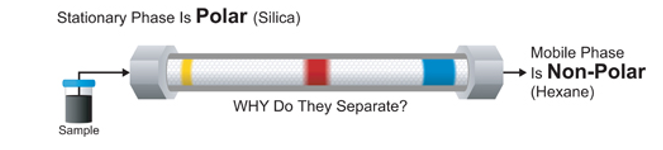 Stationary Phase Is Polar (Silica)
Mobile Phase
Is Non-Polar
(Hexane)
WHY Do They Separate?
Sample